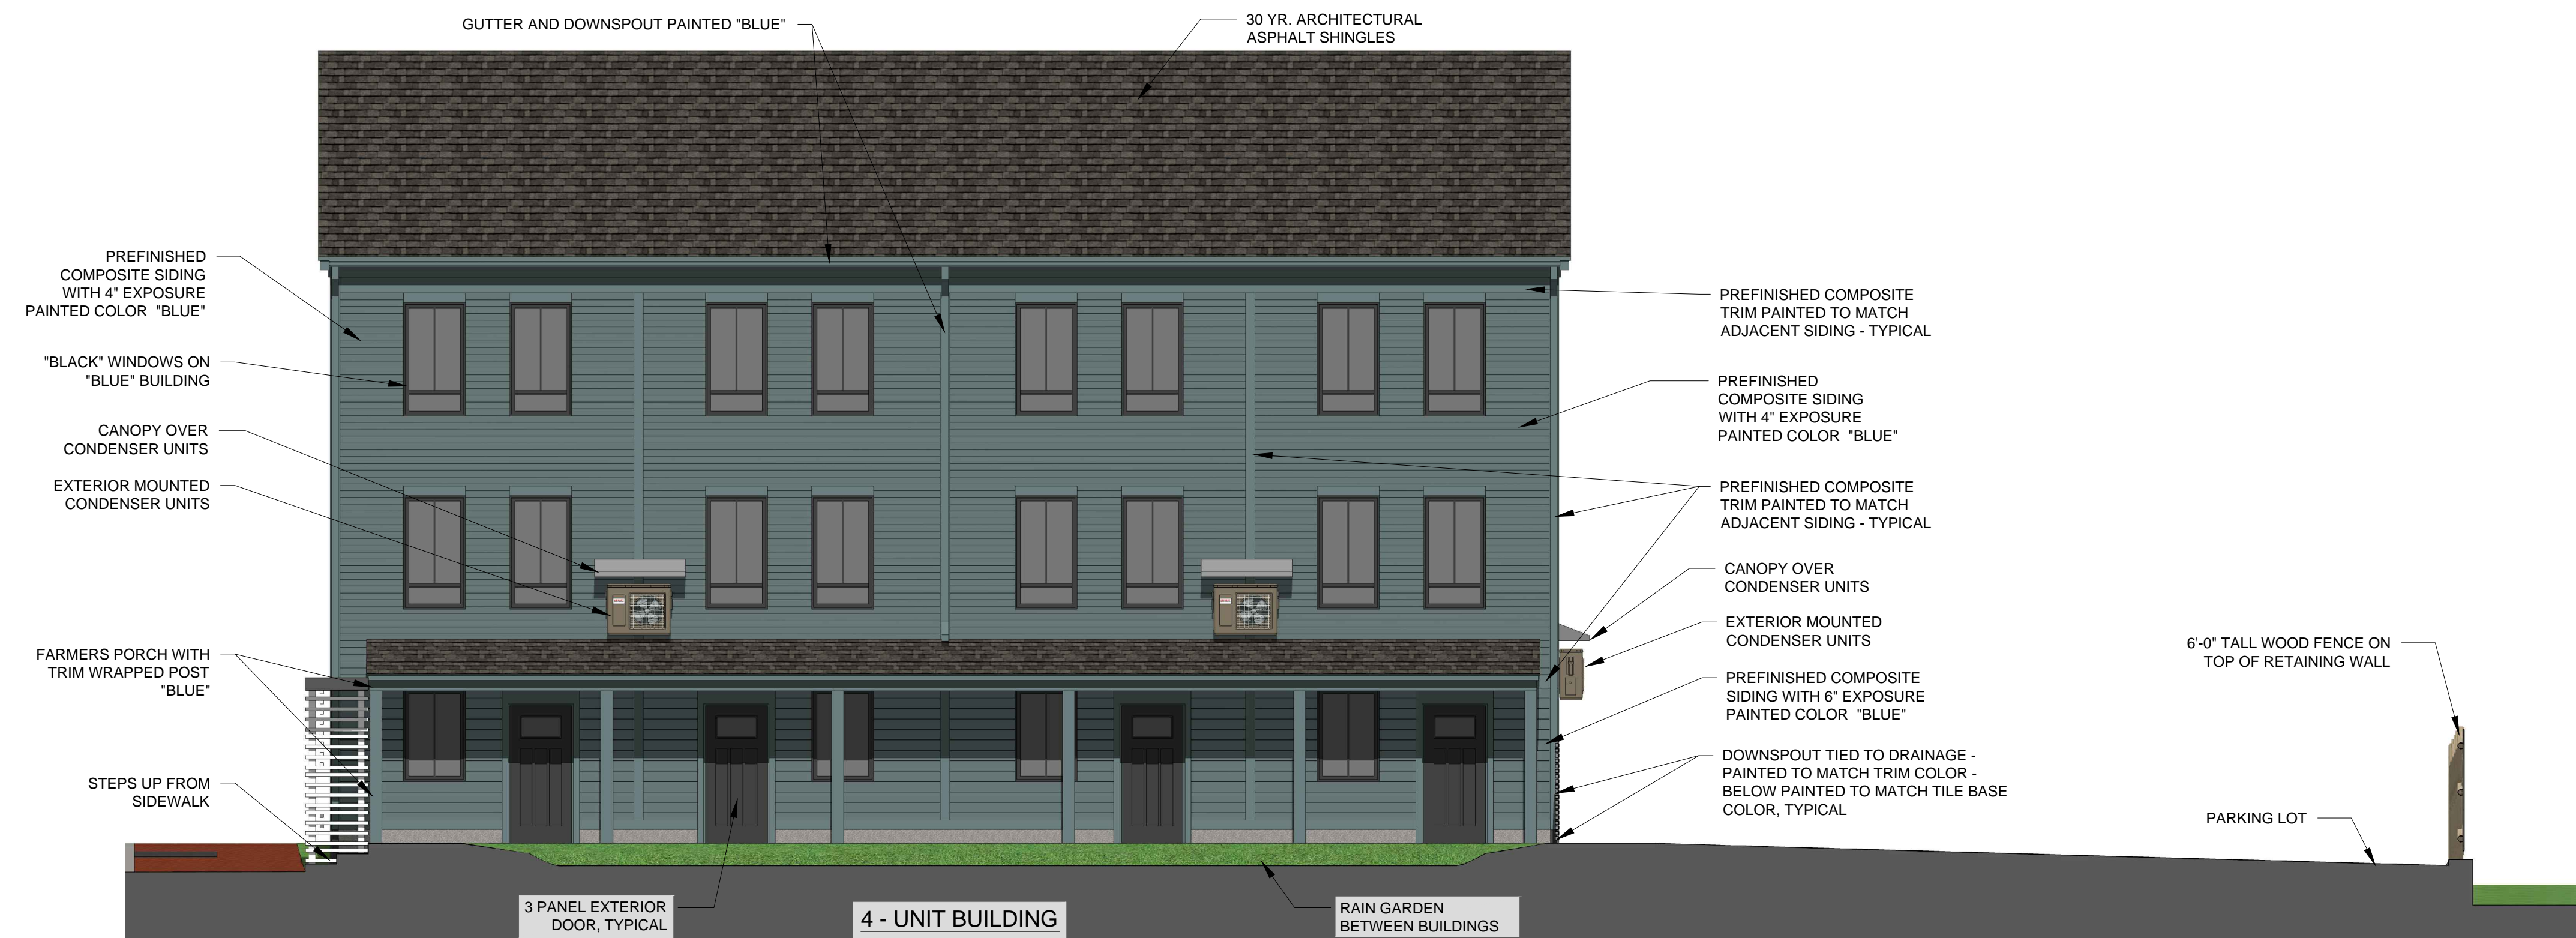 GUTTER AND DOWNSPOUT PAINTED "BLUE"
30 YR. ARCHITECTURAL
ASPHALT SHINGLES
PREFINISHED
COMPOSITE SIDING
WITH 4" EXPOSURE
PAINTED COLOR "BLUE"
"BLACK" WINDOWS ON
"BLUE" BUILDING
CANOPY OVER
CONDENSER UNITS
EXTERIOR MOUNTED
CONDENSER UNITS
FARMERS PORCH WITH
TRIM WRAPPED POST
"BLUE"
STEPS UP FROM
SIDEWALK
PREFINISHED COMPOSITE
TRIM PAINTED TO MATCH
ADJACENT SIDING - TYPICAL
PREFINISHED
COMPOSITE SIDING
WITH 4" EXPOSURE
PAINTED COLOR "BLUE"
PREFINISHED COMPOSITE
TRIM PAINTED TO MATCH
ADJACENT SIDING - TYPICAL
CANOPY OVER
CONDENSER UNITS
EXTERIOR MOUNTED
CONDENSER UNITS
PREFINISHED COMPOSITE
SIDING WITH 6" EXPOSURE
PAINTED COLOR "BLUE"
DOWNSPOUT TIED TO DRAINAGE -
PAINTED TO MATCH TRIM COLOR -
BELOW PAINTED TO MATCH TILE BASE
COLOR, TYPICAL
6'-0" TALL WOOD FENCE ON
TOP OF RETAINING WALL
PARKING LOT
3 PANEL EXTERIOR
DOOR, TYPICAL
4 - UNIT BUILDING
RAIN GARDEN
BETWEEN BUILDINGS